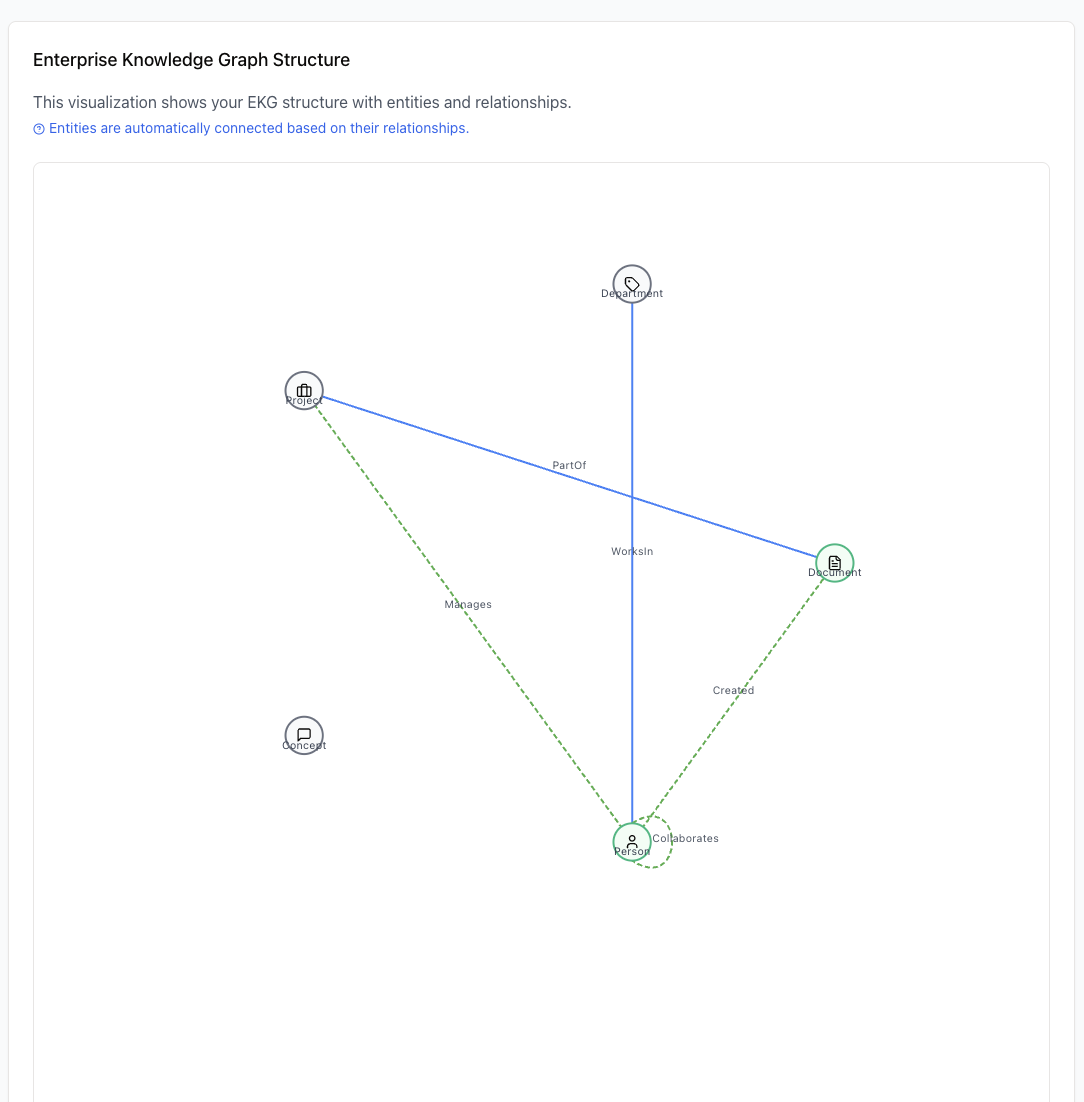 Enterprise Knowledge Graph Structure
This visualization shows your EKG structure with entities and relationships.
Entities are automatically connected based on their relationships.
Department
Project
PartOf
WorksIn
Document
Manages
Created
Concept
Collaborates
Person